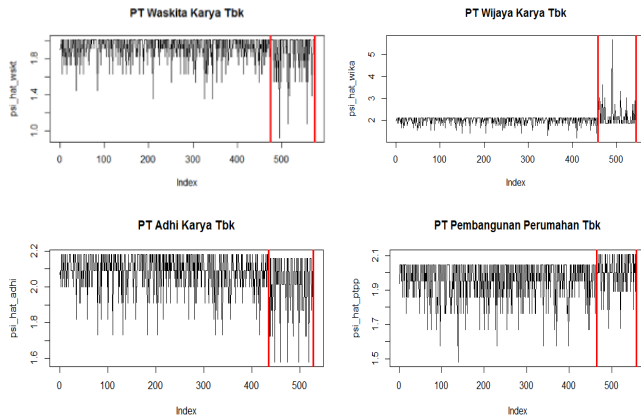 PT Waskita Karya Tbk
psi_hat_wskt
1.0
1.4
1.8
0 100 200 300 400 500
Index
PT Wijaya Karya Tbk
psi_hat_wika
2 3 4 5
0 100 200 300 400 500
Index
PT Adhi Karya Tbk
psi_hat_adhi
1.6 1.8 2.0 2.2
0 100 200 300 400 500
Index
PT Pembangunan Perumahan Tbk
psi_hat_ptpp
1.5 1.7 1.9 2.1
0 100 200 300 400 500
Index